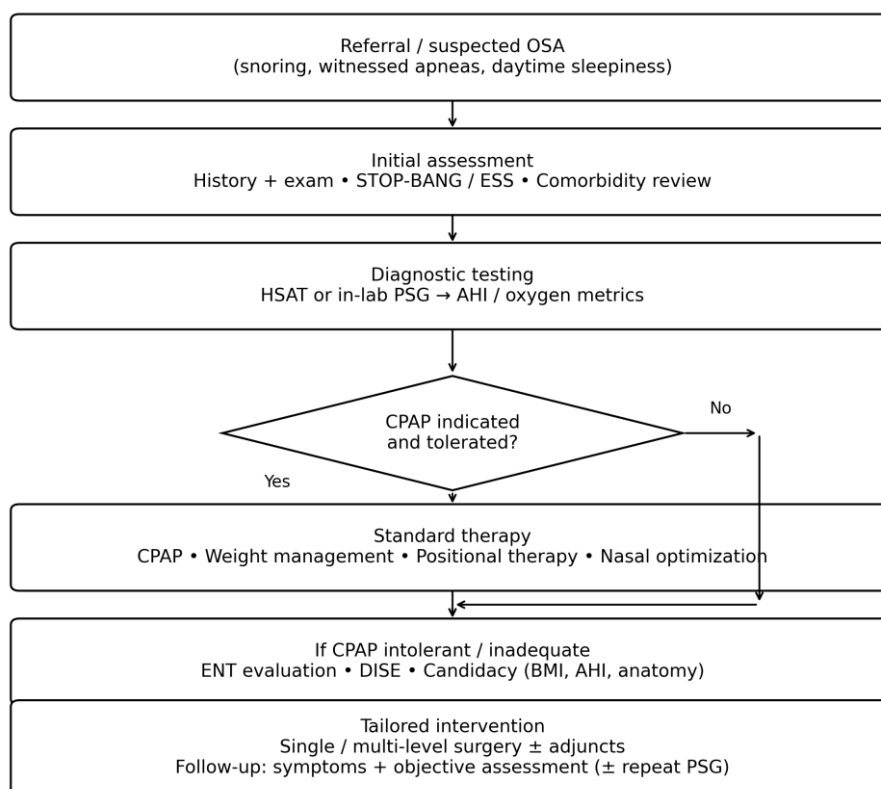 Referral / suspected OSA
(snoring, witnessed apneas, daytime sleepiness)
Initial assessment
History + exam • STOP-BANG / ESS • Comorbidity review
Diagnostic testing
HSAT or in-lab PSG → AHI / oxygen metrics
CPAP indicated
and tolerated?
No
Yes
Standard therapy
CPAP • Weight management • Positional therapy • Nasal optimization
If CPAP intolerant / inadequate
ENT evaluation • DISE • Candidacy (BMI, AHI, anatomy)
Tailored intervention
Single / multi-level surgery ± adjuncts
Follow-up: symptoms + objective assessment (± repeat PSG)